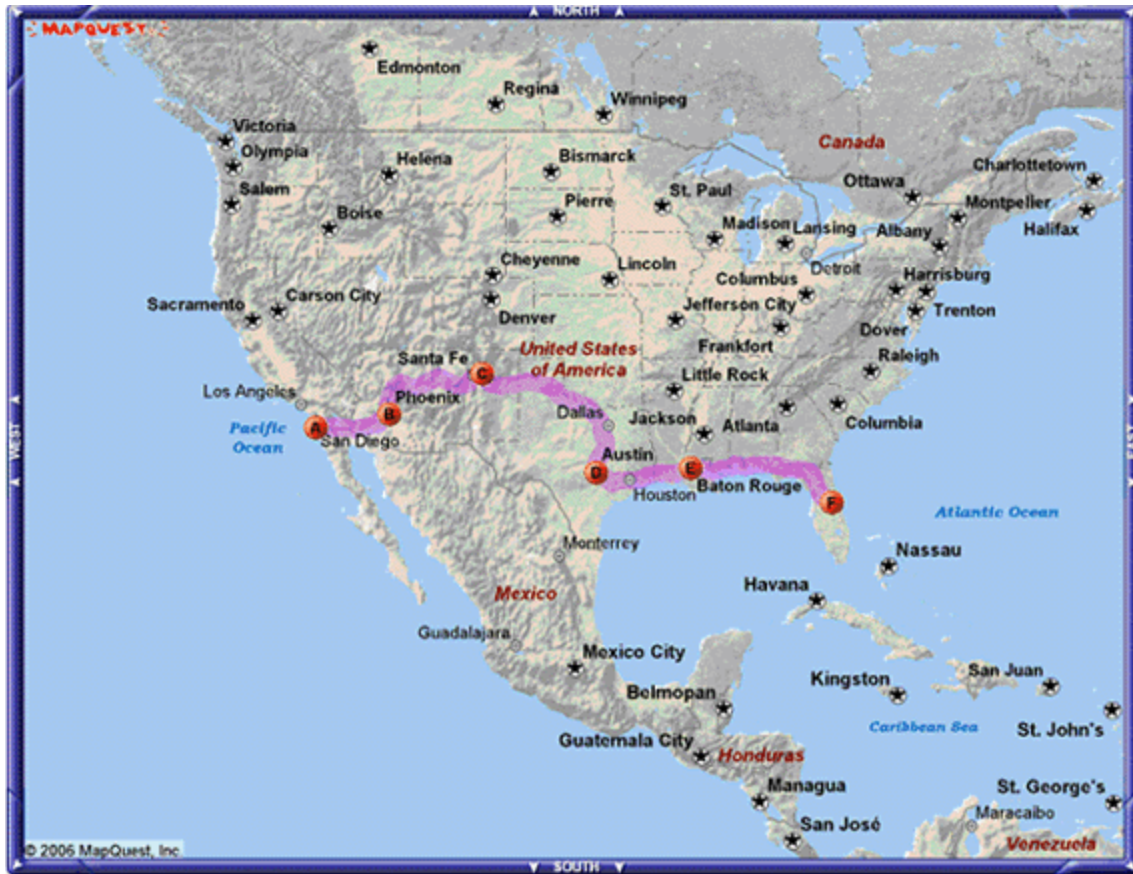 NORTH
MAPQUEST
Edmonton
Regina
Winnipeg
Victoria
Olympia
Salem
Helena
Boise
Bismarck
Pierre
St. Paul
Canada
Ottawa
Charlottetown
Montpelier
Halifax
Madison
Lansing
Albany
Detroit
Cheyenne
Lincoln
Columbus
Harrisburg
Sacramento
Carson City
Denver
Jefferson City
Trenton
Dover
Frankfort
Raleigh
Santa Fe
United States
of America
C
Little Rock
Los Angeles
Phoenix
B
Dallas
Jackson
Atlanta
Columbia
WEST
EAST
Pacific
Ocean
A
San Diego
Austin
D
Houston
E
Baton Rouge
F
Atlantic Ocean
Monterrey
Nassau
Mexico
Havana
Guadalajara
Mexico City
Belmopan
Kingston
San Juan
Caribbean Sea
St. John's
Guatemala City
Honduras
Managua
St. George's
San José
Maracaibo
Venezuela
© 2006 MapQuest, Inc
SOUTH